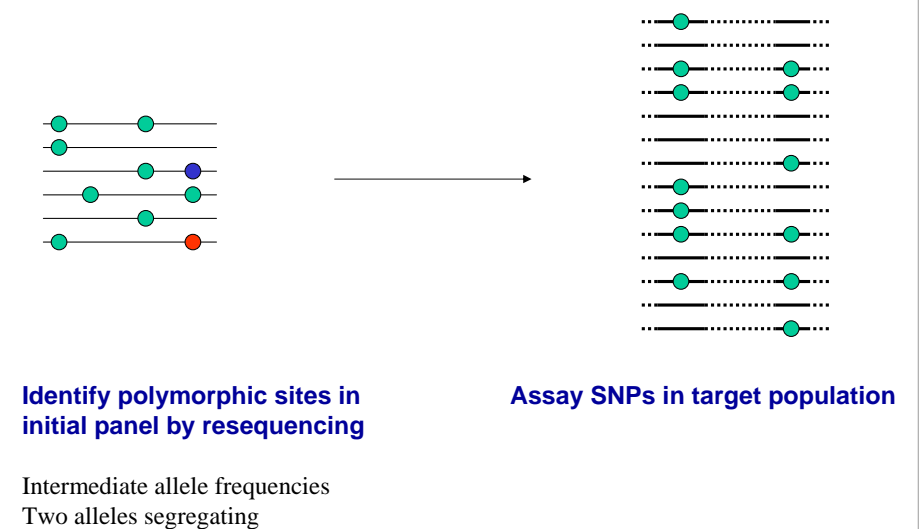 Identify polymorphic sites in
initial panel by resequencing
Assay SNPs in target population
Intermediate allele frequencies
Two alleles segregating